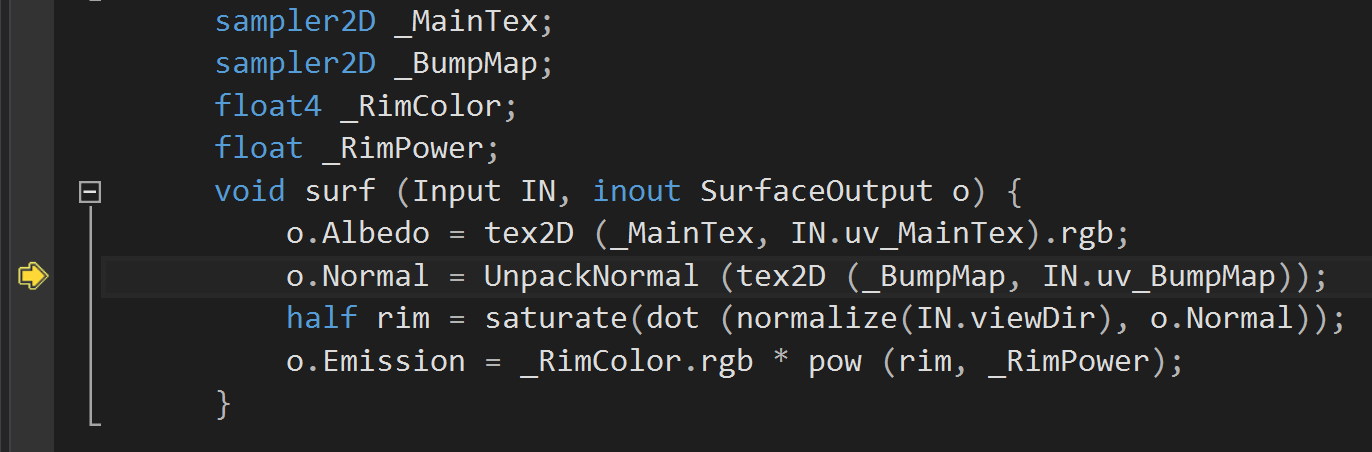 sampler2D _MainTex;
sampler2D _BumpMap;
float4 _RimColor;
float _RimPower;
void surf (Input IN, inout SurfaceOutput o) {
o.Albedo = tex2D (_MainTex, IN.uv_MainTex).rgb;
o.Normal = UnpackNormal (tex2D (_BumpMap, IN.uv_BumpMap));
half rim = saturate(dot (normalize(IN.viewDir), o.Normal));
o.Emission = _RimColor.rgb * pow (rim, _RimPower);
}